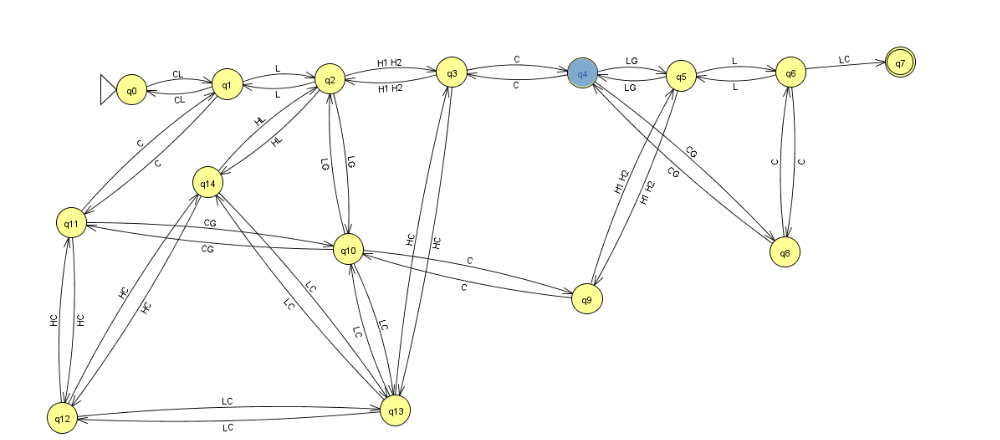 q0
CL
CL
q1
L
L
q2
H1 H2
H1 H2
q3
C
C
q4
LG
LG
q5
L
L
q6
LC
q7
C
C
HL
HL
LG
LG
q14
CG
CG
C
C
H1 H2
H1 H2
q11
CG
CG
q10
HC
HC
q8
C
C
q9
HC
HC
LC
LC
LC
LC
HC
HC
q12
LC
LC
q13